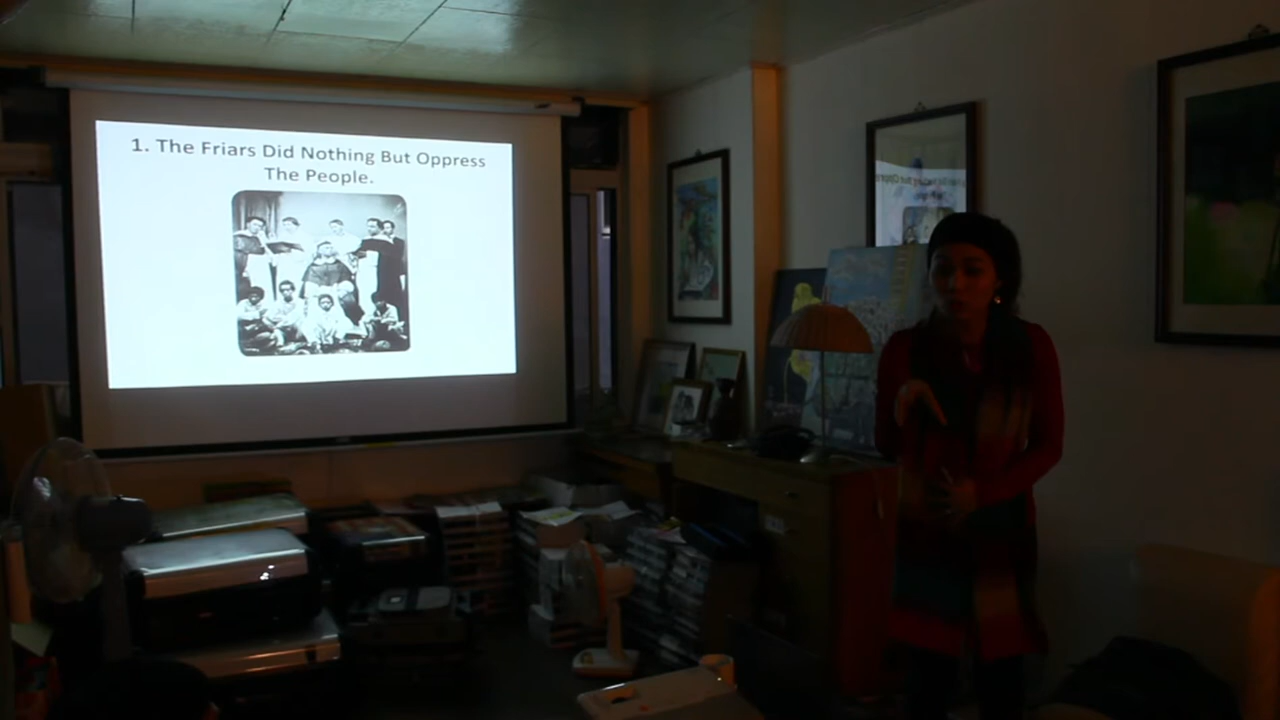 1. The Friars Did Nothing But Oppress
The People.